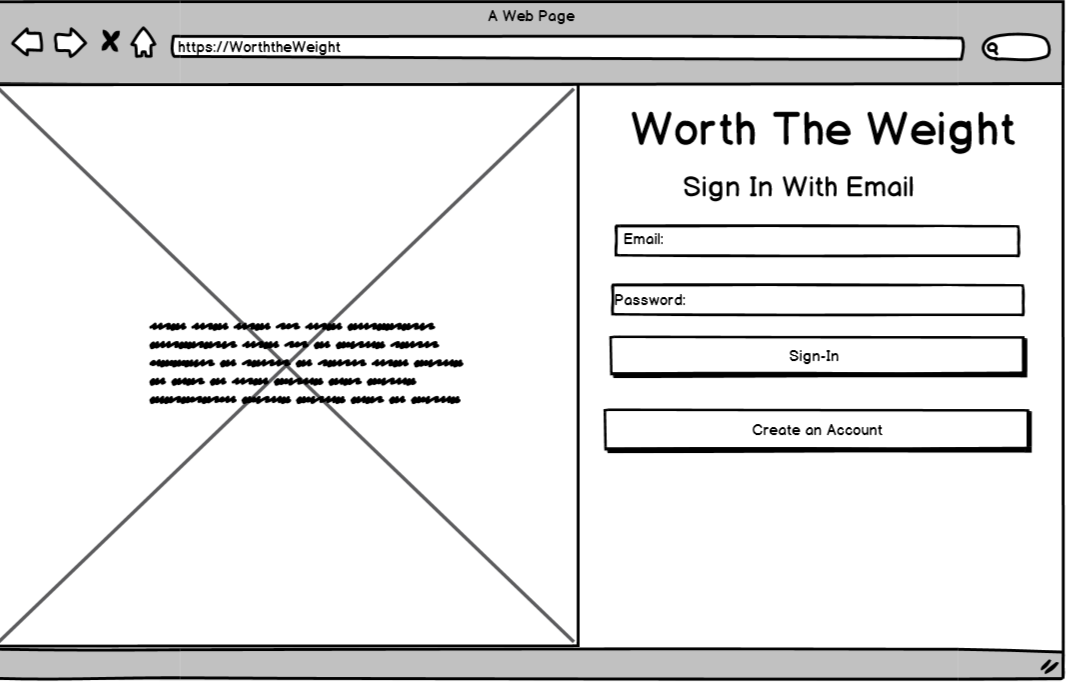 A Web Page
https://WorththeWeight
Worth The Weight
Sign In With Email
Email:
Password:
Sign-In
Create an Account